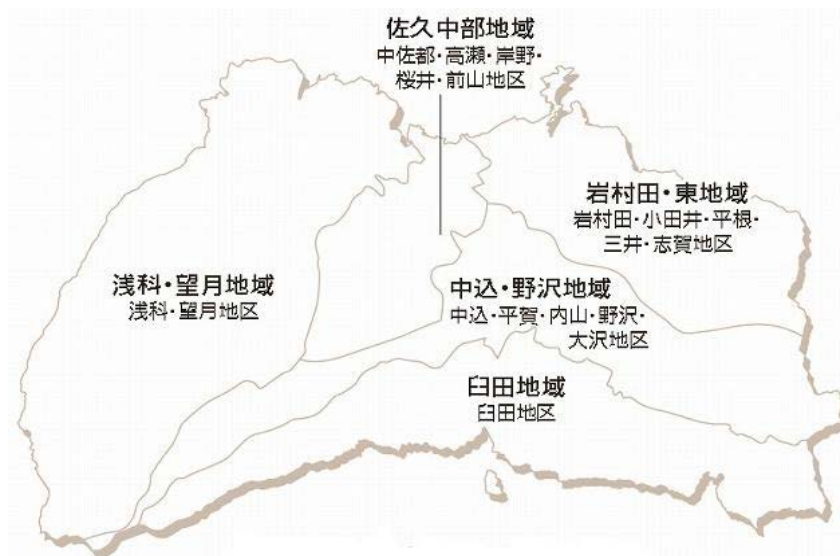 佐久中部地域
中佐都・高瀬・岸野・
桜井・前山地区
岩村田・東地域
岩村田・小田井・平根・
三井・志賀地区
浅科・望月地域
浅科・望月地区
中込・野沢地域
中込・平賀・内山・野沢・
大沢地区
臼田地域
臼田地区